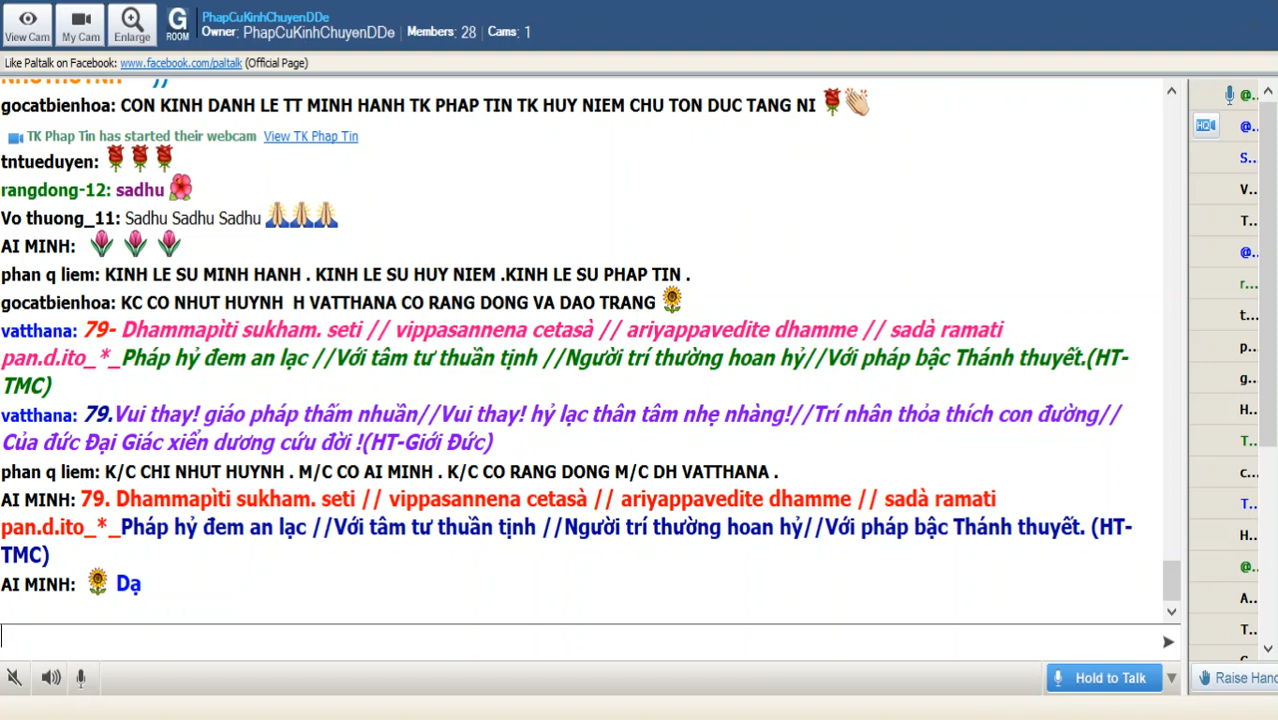 View Cam
My Cam
Enlarge
G
ROOM
PhapCuKinhChuyenDDe
Owner: PhapCuKinhChuyenDDe Members: 28 Cams: 1
Like Paltalk on Facebook: www.facebook.com/paltalk (Official Page)
gocatbienhoa: CON KINH DANH LE TT MINH HANH TK PHAP TIN TK HUY NIEM CHU TON DUC TANG NI
TK Phap Tin has started their webcam View TK Phap Tin
tntueduyen:
rangdong-12: sadhu
Vo thuong_11: Sadhu Sadhu Sadhu
AI MINH:
phan q liem: KINH LE SU MINH HANH . KINH LE SU HUY NIEM .KINH LE SU PHAP TIN .
gocatbienhoa: KC CO NHUT HUYNH H VATTHANA CO RANG DONG VA DAO TRANG
vatthana: 79- Dhammapìti sukham. seti // vippasannena cetasà // ariyappavedite dhamme // sadà ramati
pan.d.ito_*_Pháp hỷ đem an lạc //Với tâm tư thuần tịnh //Người trí thường hoan hỷ//Với pháp bậc Thánh thuyết.(HT-
TMC)
vatthana: 79.Vui thay! giáo pháp thấm nhuần//Vui thay! hỷ lạc thân tâm nhẹ nhàng!//Trí nhân thỏa thích con đường//
Của đức Đại Giác xiển dương cứu đời !(HT-Giới Đức)
phan q liem: K/C CHI NHUT HUYNH . M/C CO AI MINH . K/C CO RANG DONG M/C DH VATTHANA .
AI MINH: 79. Dhammapìti sukham. seti // vippasannena cetasà // ariyappavedite dhamme // sadà ramati
pan.d.ito_*_Pháp hỷ đem an lạc //Với tâm tư thuần tịnh //Người trí thường hoan hỷ//Với pháp bậc Thánh thuyết. (HT-
TMC)
AI MINH: Dạ
@..
HD @..
S..
V..
T..
@..
r...
t...
p...
g...
H..
T..
c...
T..
H..
@..
A..
T..
Hold to Talk
Raise Hand